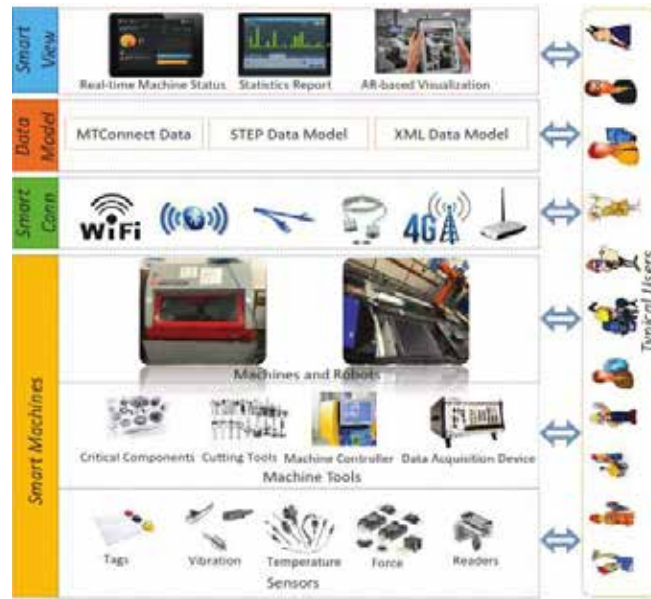 Smart View
Real-time Machine Status Statistics Report AR-based Visualization
Data Model
MTConnect Data STEP Data Model XML Data Model
Smart Conn
WiFi 4G
Smart Machines
Machines and Robots
Critical Components Cutting Tools Machine Controller Data Acquisition Device
Machine Tools
Tags Vibration Temperature Force Readers
Sensors
Typical Users